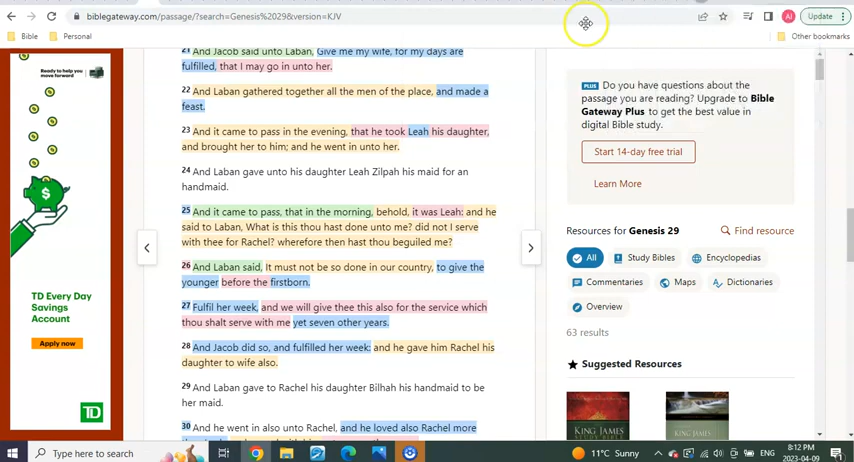 biblegateway.com/passage/?search=Genesis%2029&version=KJV
AI
Update
Bible
Personal
Other bookmarks
Ready to help you
move forward
TD Every Day
Savings
Account
Apply now
TD
21 And Jacob said unto Laban, Give me my wife, for my days are
fulfilled, that I may go in unto her.
22 And Laban gathered together all the men of the place, and made a
feast.
23 And it came to pass in the evening, that he took Leah his daughter,
and brought her to him; and he went in unto her.
24 And Laban gave unto his daughter Leah Zilpah his maid for an
handmaid.
25 And it came to pass, that in the morning, behold, it was Leah: and he
said to Laban, What is this thou hast done unto me? did not I serve
with thee for Rachel? wherefore then hast thou beguiled me?
26 And Laban said, It must not be so done in our country, to give the
younger before the firstborn.
27 Fulfil her week, and we will give thee this also for the service which
thou shalt serve with me yet seven other years.
28 And Jacob did so, and fulfilled her week: and he gave him Rachel his
daughter to wife also.
29 And Laban gave to Rachel his daughter Bilhah his handmaid to be
her maid.
30 And he went in also unto Rachel, and he loved also Rachel more
PLUS Do you have questions about the
passage you are reading? Upgrade to Bible
Gateway Plus to get the best value in
digital Bible study.
Start 14-day free trial
Learn More
Resources for Genesis 29
Find resource
All
Study Bibles
Encyclopedias
Commentaries
Maps
Dictionaries
Overview
63 results
Suggested Resources
KING JAMES
KING JAMES
Type here to search
11°C Sunny
ENG
8:12 PM
2023-04-09